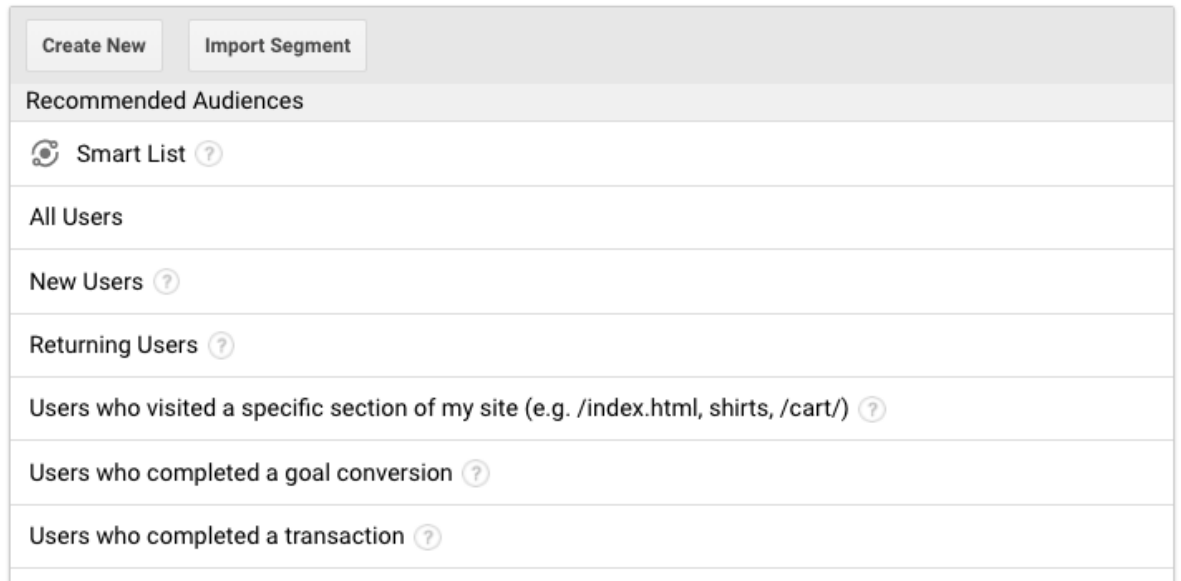 Create New Import Segment
Recommended Audiences
Smart List ?
All Users
New Users ?
Returning Users ?
Users who visited a specific section of my site (e.g. /index.html, shirts, /cart/) ?
Users who completed a goal conversion ?
Users who completed a transaction ?